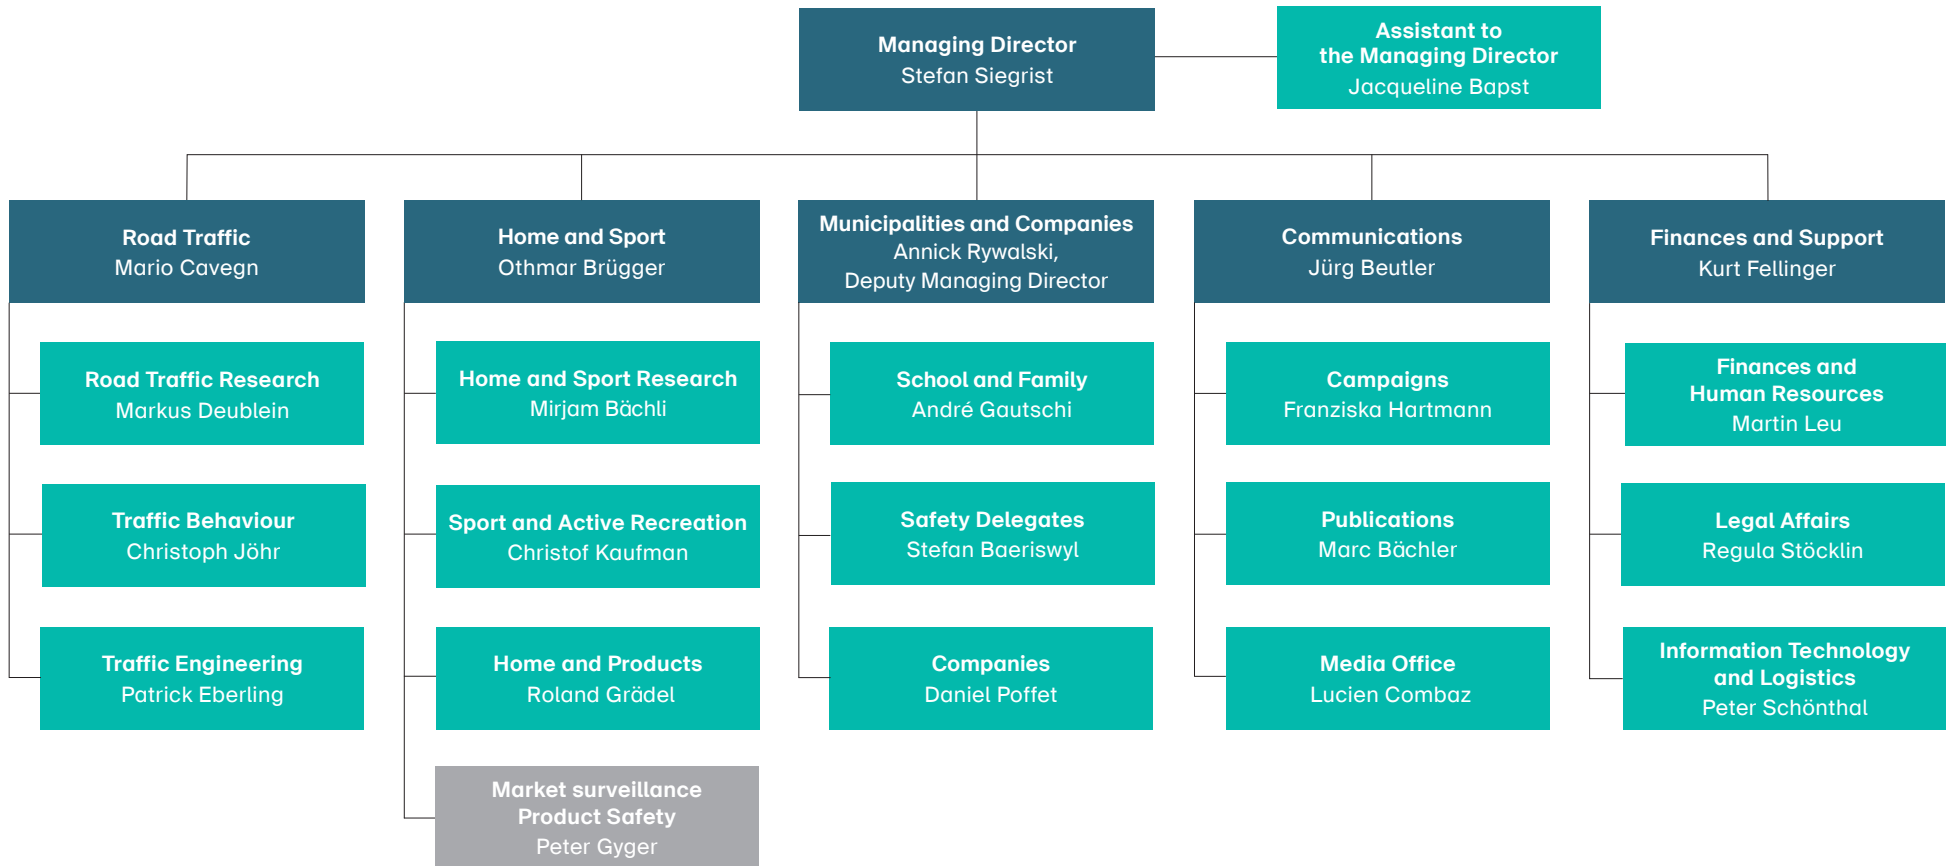 Managing Director
Stefan Siegrist
Assistant to
the Managing Director
Jacqueline Bapst
Road Traffic
Mario Cavegn
Home and Sport
Othmar Brügger
Municipalities and Companies
Annick Rywalski,
Deputy Managing Director
Communications
Jürg Beutler
Finances and Support
Kurt Fellinger
Road Traffic Research
Markus Deublein
Traffic Behaviour
Christoph Jöhr
Traffic Engineering
Patrick Eberling
Home and Sport Research
Mirjam Bächli
Sport and Active Recreation
Christof Kaufman
Home and Products
Roland Grädel
Market surveillance
Product Safety
Peter Gyger
School and Family
André Gautschi
Safety Delegates
Stefan Baeriswyl
Companies
Daniel Poffet
Campaigns
Franziska Hartmann
Publications
Marc Bächler
Media Office
Lucien Combaz
Finances and
Human Resources
Martin Leu
Legal Affairs
Regula Stöcklin
Information Technology
and Logistics
Peter Schönthal